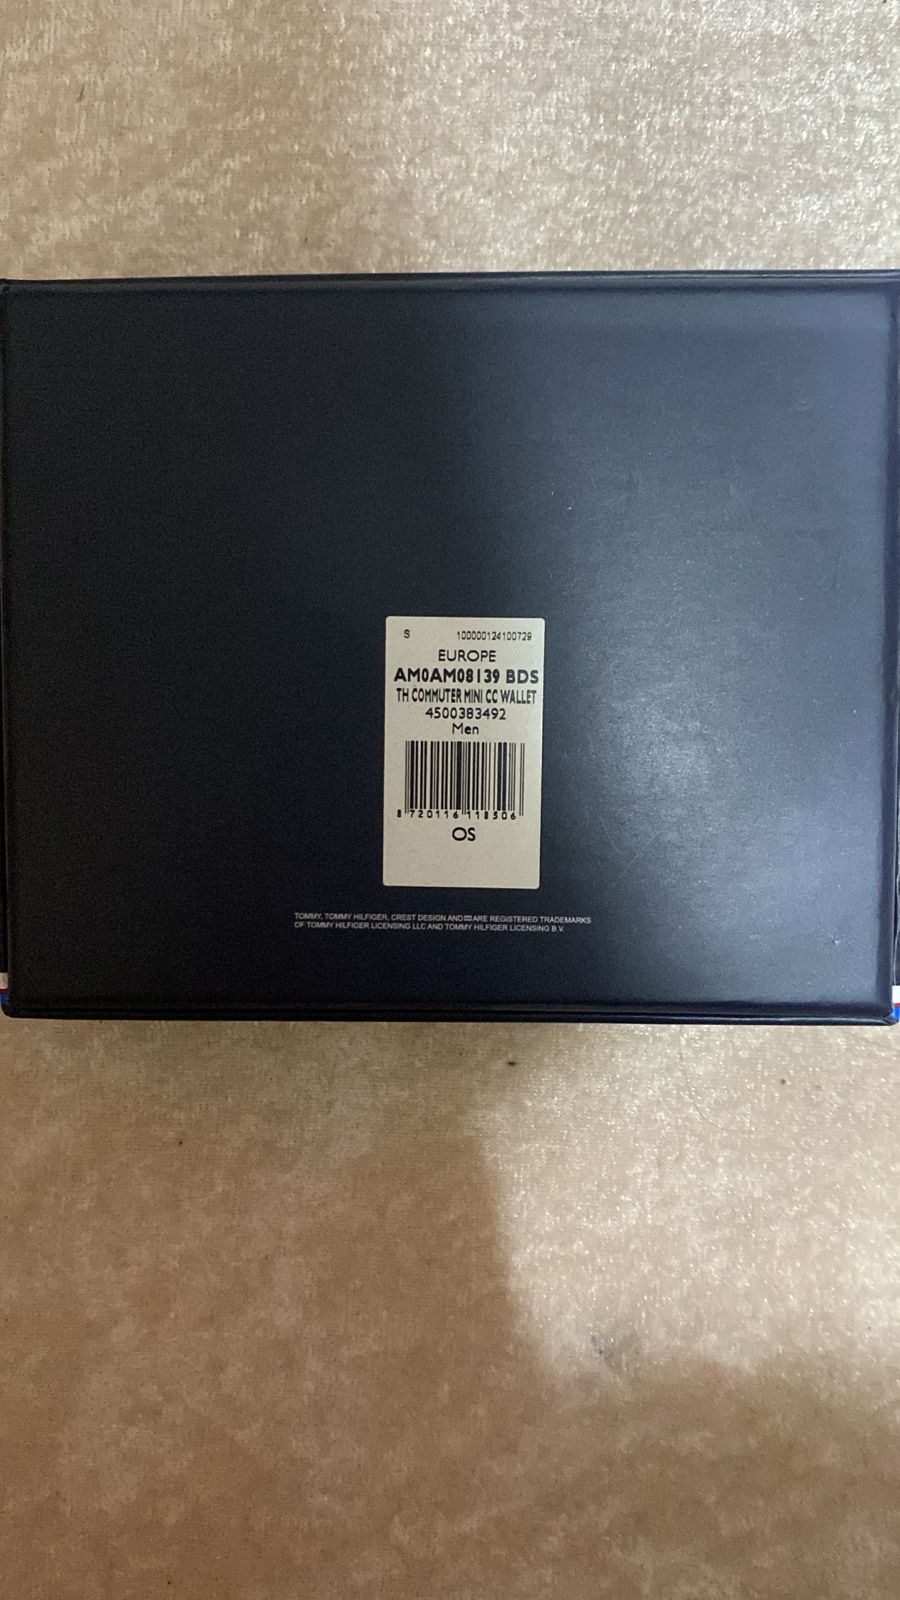 S 100000124100729
EUROPE
AM0AM08139 BDS
TH COMMUTER MINI CC WALLET
4500383492
Men
8 720116 118506
OS
TOMMY, TOMMY HILFIGER, CREST DESIGN AND ARE REGISTERED TRADEMARKS
OF TOMMY HILFIGER LICENSING LLC AND TOMMY HILFIGER LICENSING B.V.